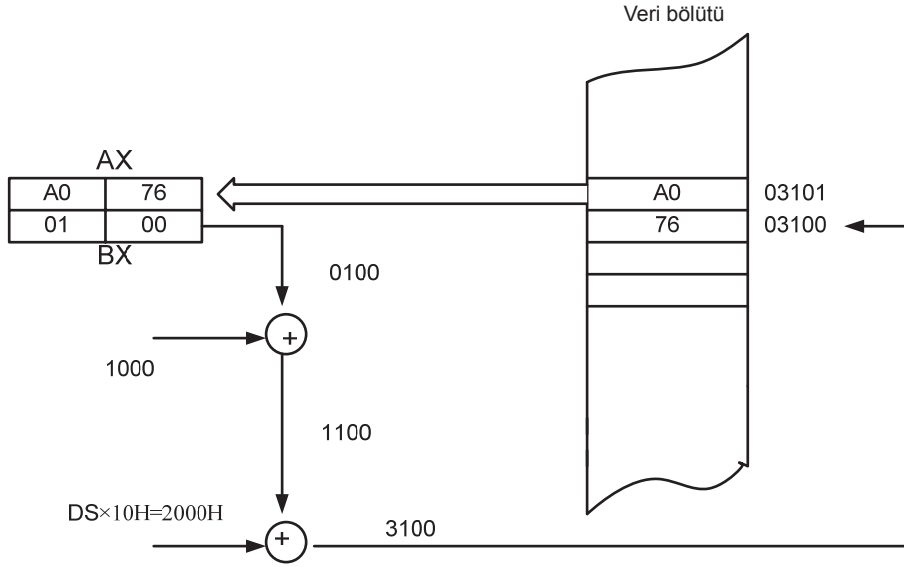 Veri bölütü
AX
A0 76
A0 03101
01 00
76 03100
BX
0100
1000
1100
DS×10H=2000H
3100
+
+